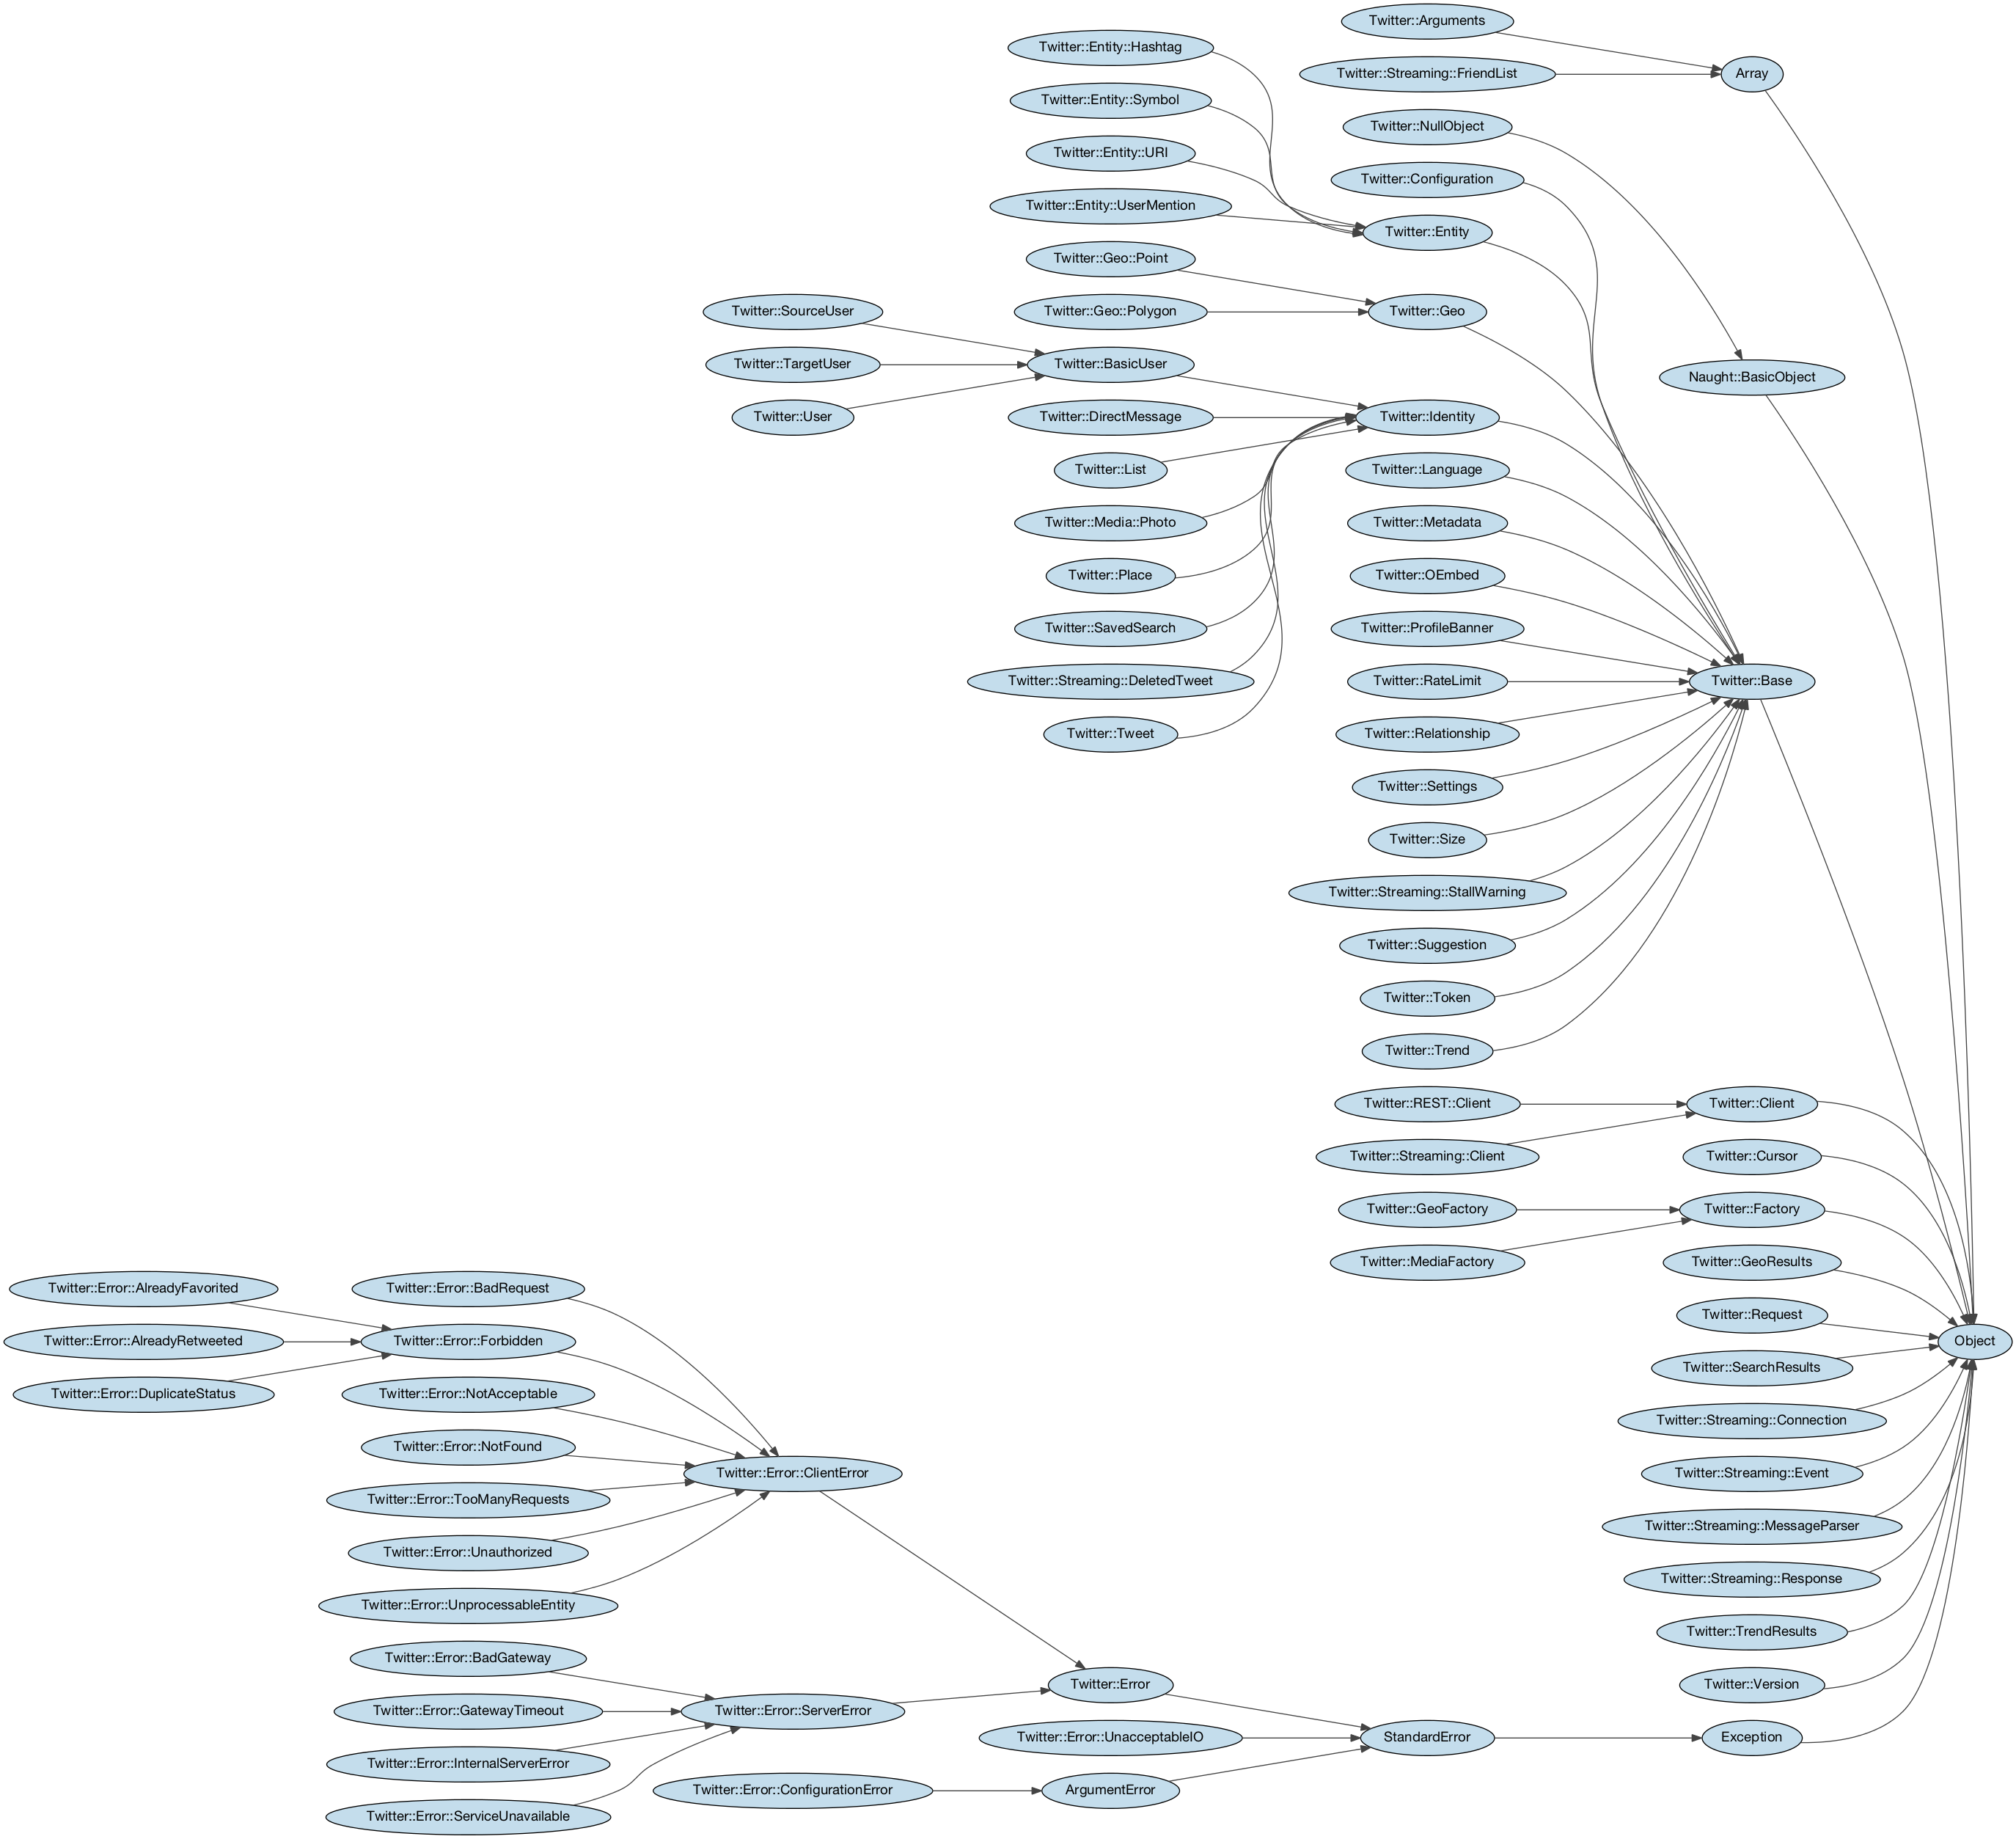 Twitter::Arguments
Twitter::Entity::Hashtag
Twitter::Streaming::FriendList
Array
Twitter::Entity::Symbol
Twitter::NullObject
Twitter::Entity::URI
Twitter::Configuration
Twitter::Entity::UserMention
Twitter::Entity
Twitter::Geo::Point
Twitter::SourceUser
Twitter::Geo::Polygon
Twitter::Geo
Twitter::TargetUser
Twitter::BasicUser
Naught::BasicObject
Twitter::User
Twitter::DirectMessage
Twitter::Identity
Twitter::List
Twitter::Language
Twitter::Media::Photo
Twitter::Metadata
Twitter::Place
Twitter::OEmbed
Twitter::SavedSearch
Twitter::ProfileBanner
Twitter::Streaming::DeletedTweet
Twitter::RateLimit
Twitter::Base
Twitter::Tweet
Twitter::Relationship
Twitter::Settings
Twitter::Size
Twitter::Streaming::StallWarning
Twitter::Suggestion
Twitter::Token
Twitter::Trend
Twitter::REST::Client
Twitter::Client
Twitter::Streaming::Client
Twitter::Cursor
Twitter::GeoFactory
Twitter::Factory
Twitter::MediaFactory
Twitter::GeoResults
Twitter::Error::AlreadyFavorited
Twitter::Error::BadRequest
Twitter::Request
Twitter::Error::AlreadyRetweeted
Twitter::Error::Forbidden
Object
Twitter::SearchResults
Twitter::Error::DuplicateStatus
Twitter::Error::NotAcceptable
Twitter::Streaming::Connection
Twitter::Error::NotFound
Twitter::Error::ClientError
Twitter::Streaming::Event
Twitter::Error::TooManyRequests
Twitter::Streaming::MessageParser
Twitter::Error::Unauthorized
Twitter::Streaming::Response
Twitter::Error::UnprocessableEntity
Twitter::TrendResults
Twitter::Error::BadGateway
Twitter::Error
Twitter::Version
Twitter::Error::GatewayTimeout
Twitter::Error::ServerError
Twitter::Error::UnacceptableIO
StandardError
Exception
Twitter::Error::InternalServerError
Twitter::Error::ConfigurationError
ArgumentError
Twitter::Error::ServiceUnavailable